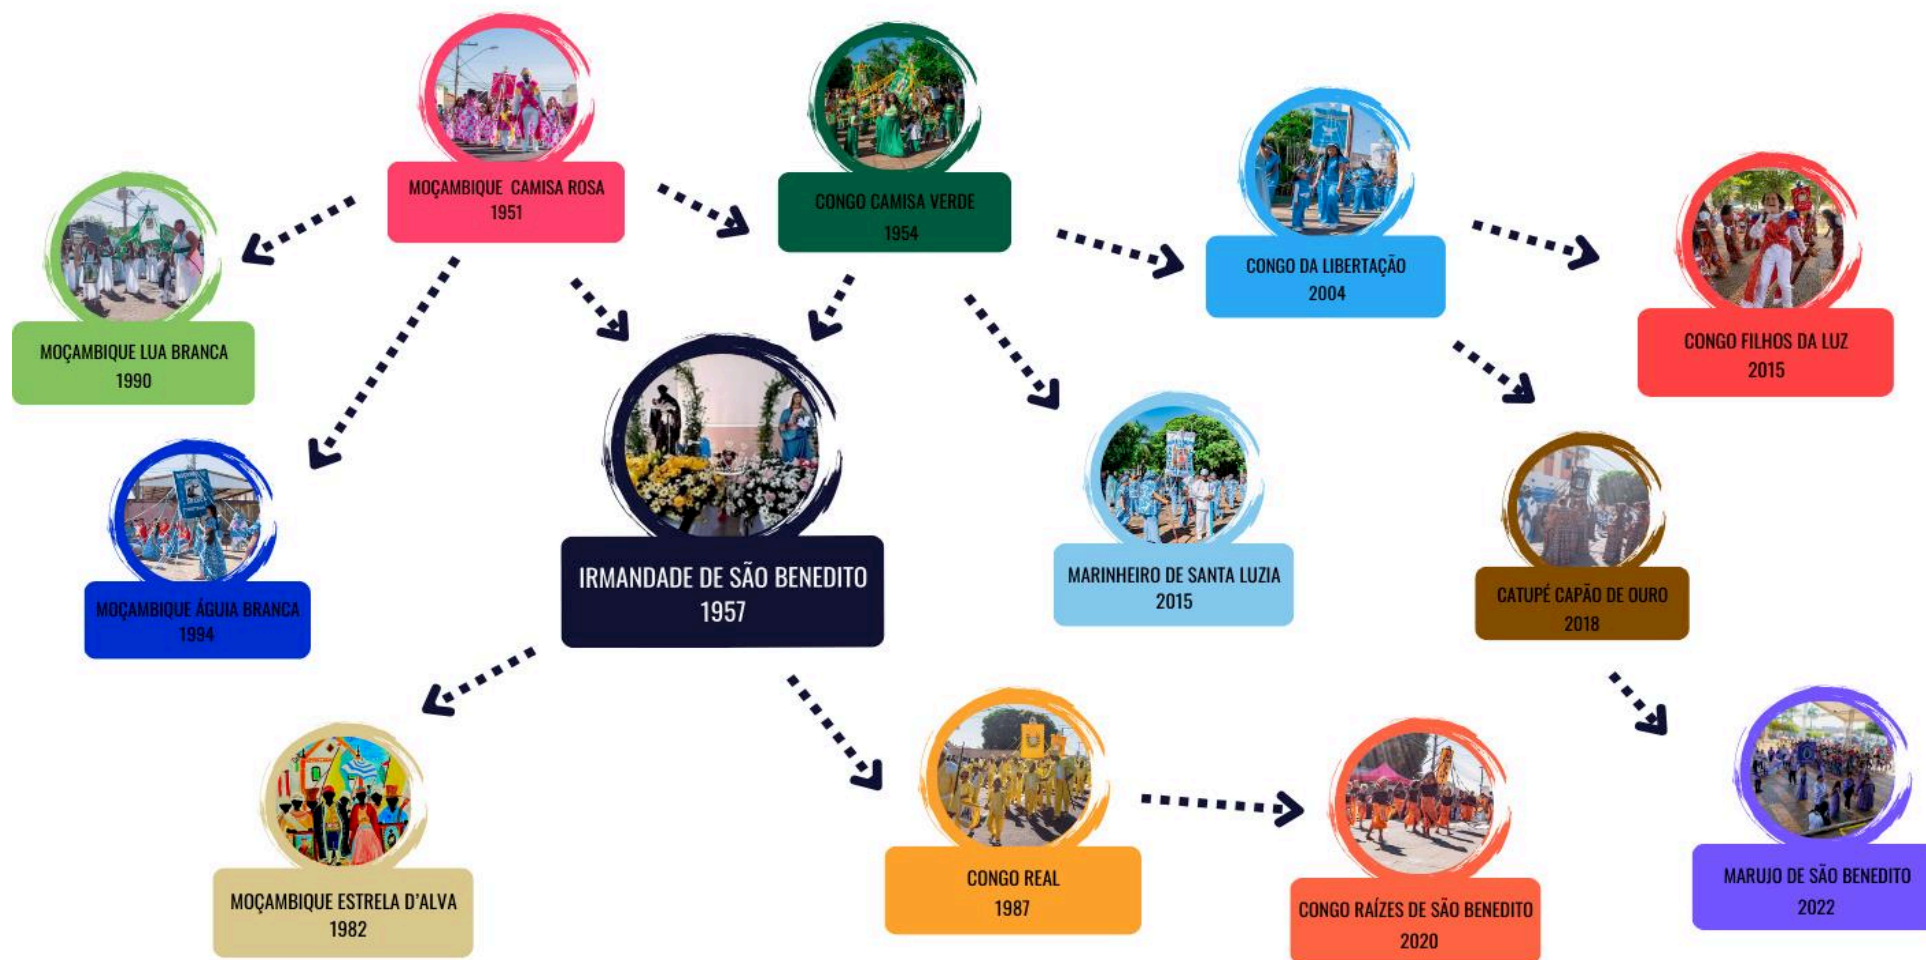 MOÇAMBIQUE CAMISA ROSA
1951
CONGO CAMISA VERDE
1954
CONGO DA LIBERTAÇÃO
2004
CONGO FILHOS DA LUZ
2015
MOÇAMBIQUE LUA BRANCA
1990
MOÇAMBIQUE ÁGUIA BRANCA
1994
IRMANDADE DE SÃO BENEDITO
1957
MARINHEIRO DE SANTA LUZIA
2015
CATUPÉ CAPÃO DE OURO
2018
MOÇAMBIQUE ESTRELA D'ALVA
1982
CONGO REAL
1987
CONGO RAÍZES DE SÃO BENEDITO
2020
MARUJO DE SÃO BENEDITO
2022